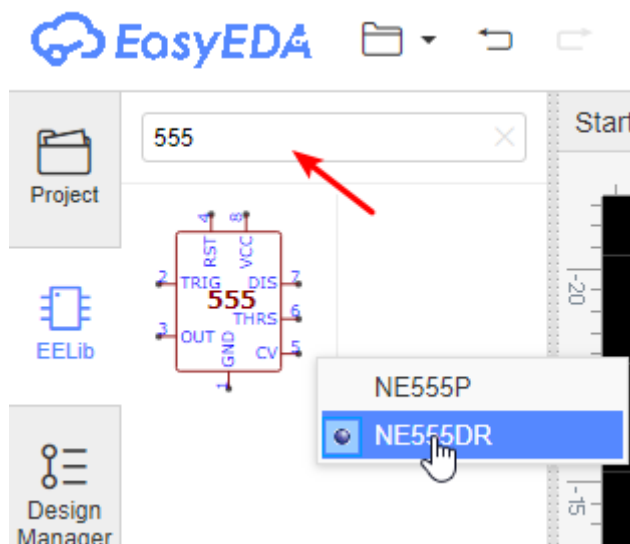 EasyEDA
555
Start
Project
4
8
RST
VCC
2
TRIG
DIS
7
555
THRS
6
3
OUT
GND
CV
5
1
-20
EELib
NE555P
NE555DR
-15
Design
Manager